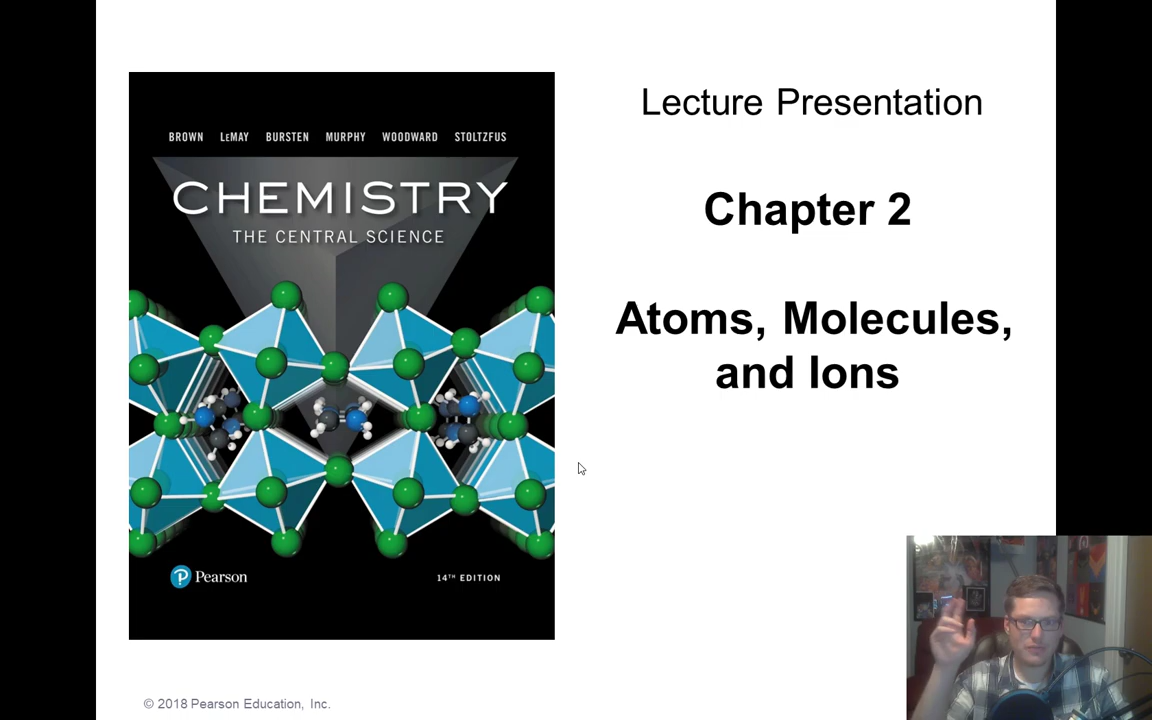 BROWN LeMAY BURSTEN MURPHY WOODWARD STOLTZFUS
CHEMISTRY
THE CENTRAL SCIENCE
Pearson
14TH EDITION
Lecture Presentation
Chapter 2
Atoms, Molecules,
and Ions
© 2018 Pearson Education, Inc.